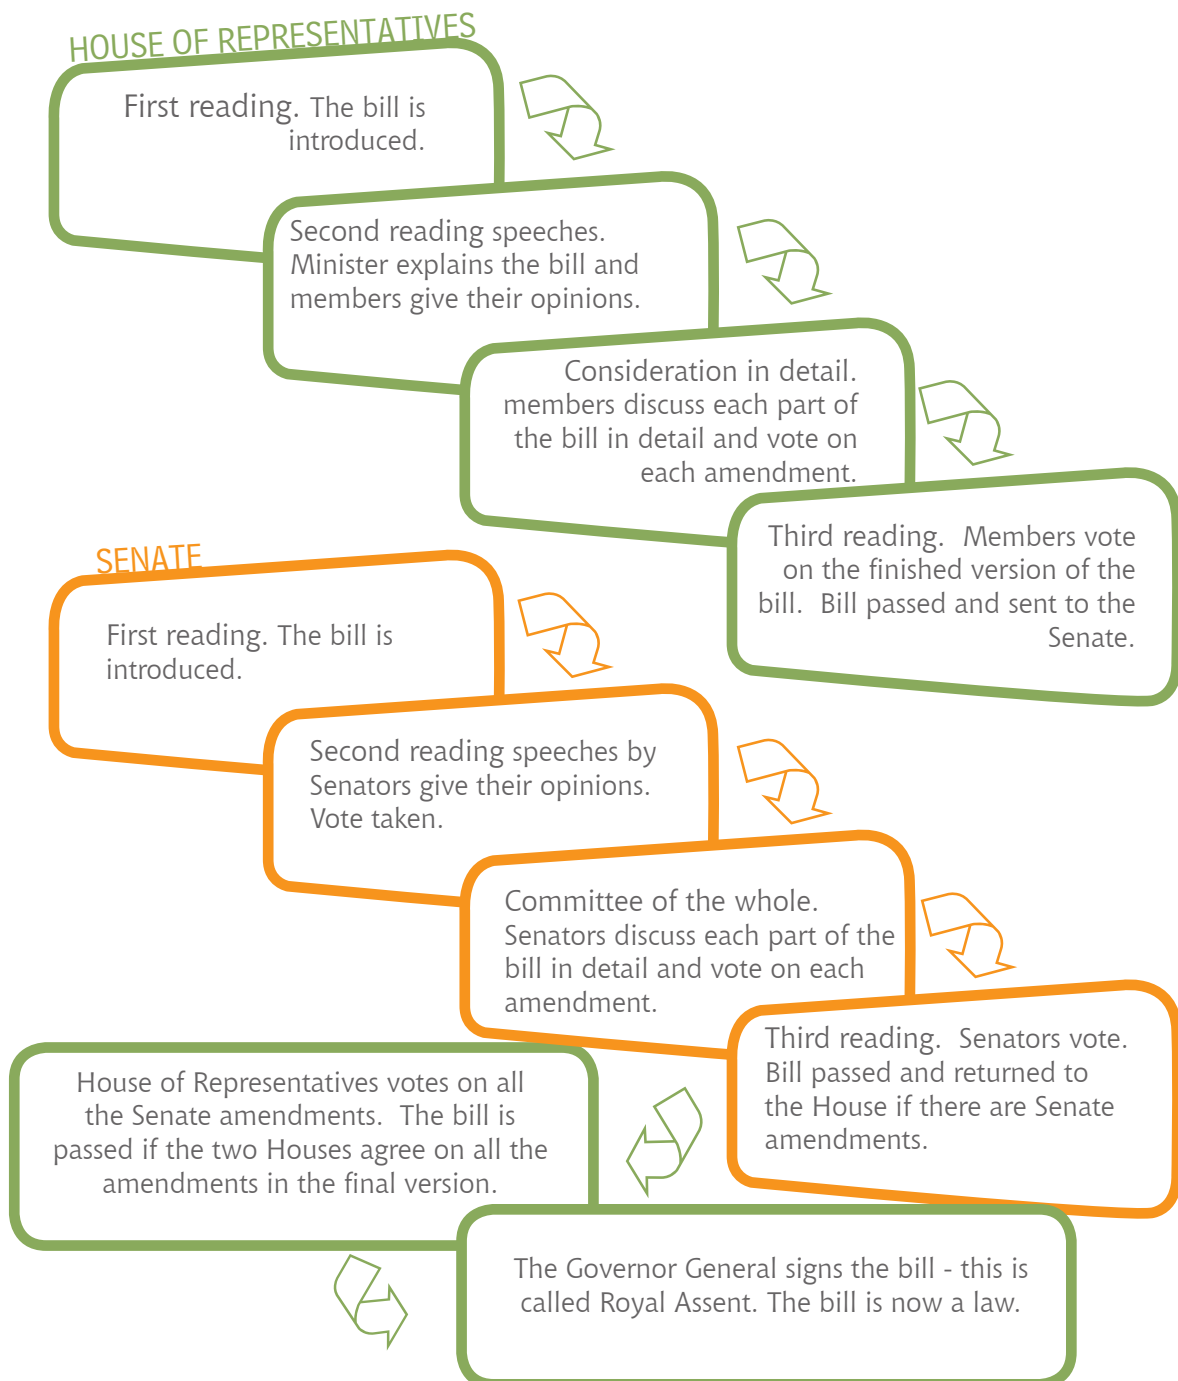 HOUSE OF REPRESENTATIVES
First reading. The bill is
introduced.
Second reading speeches.
Minister explains the bill and
members give their opinions.
Consideration in detail.
members discuss each part of
the bill in detail and vote on
each amendment.
Third reading. Members vote
on the finished version of the
bill. Bill passed and sent to the
Senate.
SENATE
First reading. The bill is
introduced.
Second reading speeches by
Senators give their opinions.
Vote taken.
Committee of the whole.
Senators discuss each part of the
bill in detail and vote on each
amendment.
Third reading. Senators vote.
Bill passed and returned to
the House if there are Senate
amendments.
House of Representatives votes on all
the Senate amendments. The bill is
passed if the two Houses agree on all the
amendments in the final version.
The Governor General signs the bill - this is
called Royal Assent. The bill is now a law.